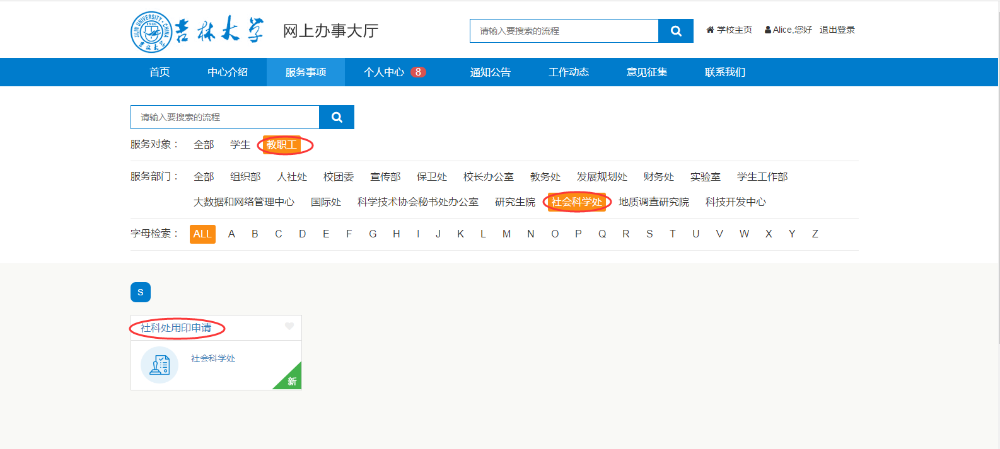 JILIN UNIVERSITY · CHINA
1946
吉林大学
吉林大学 网上办事大厅
请输入要搜索的流程
学校主页 Alice,您好 退出登录
首页 中心介绍 服务事项 个人中心 8 通知公告 工作动态 意见征集 联系我们
请输入要搜索的流程
服务对象： 全部 学生 教职工
服务部门： 全部 组织部 人社处 校团委 宣传部 保卫处 校长办公室 教务处 发展规划处 财务处 实验室 学生工作部
大数据和网络管理中心 国际处 科学技术协会秘书处办公室 研究生院 社会科学处 地质调查研究院 科技开发中心
字母检索： ALL A B C D E F G H I J K L M N O P Q R S T U V W X Y Z
S
社科处用印申请
社会科学处
新